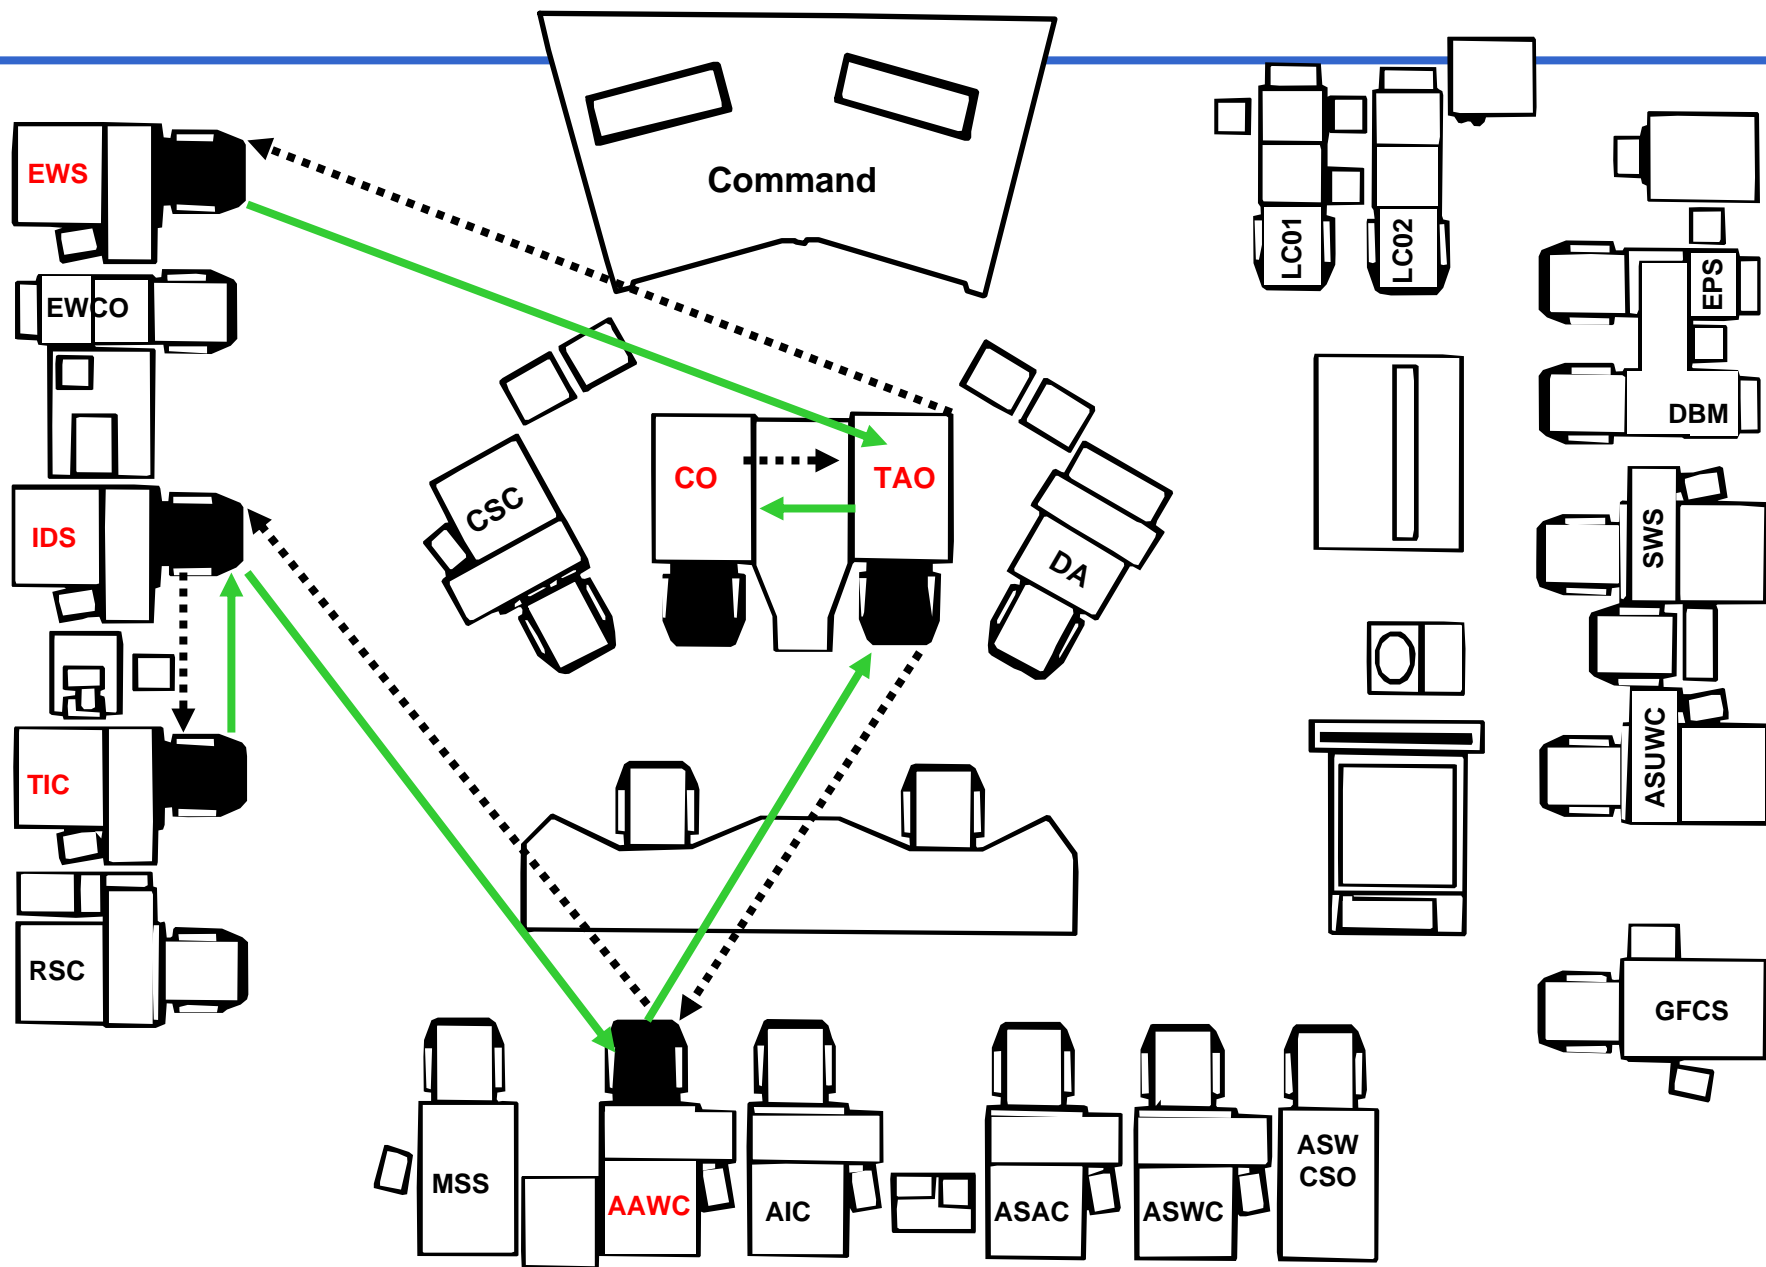 Command
EWS
EWCO
IDS
TIC
RSC
CSC
CO
TAO
DA
LC01
LC02
EPS
DBM
SWS
ASUWC
GFCS
MSS
AAWC
AIC
ASAC
ASWC
ASW
CSO